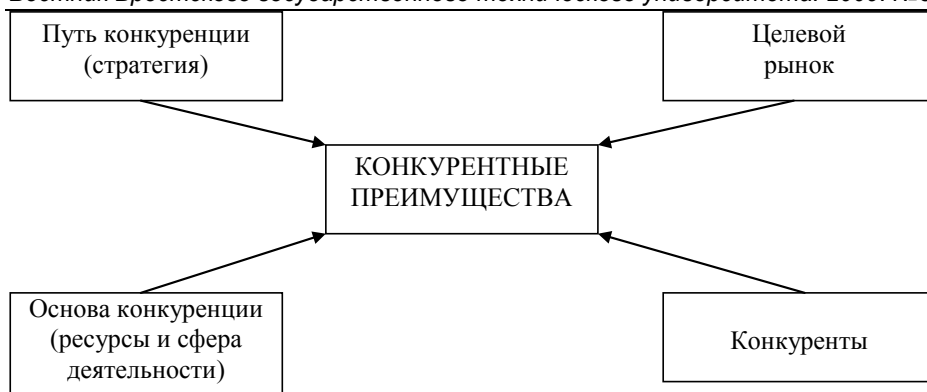 Путь конкуренции
(стратегия)
Целевой
рынок
КОНКУРЕНТНЫЕ
ПРЕИМУЩЕСТВА
Основа конкуренции
(ресурсы и сфера
деятельности)
Конкуренты